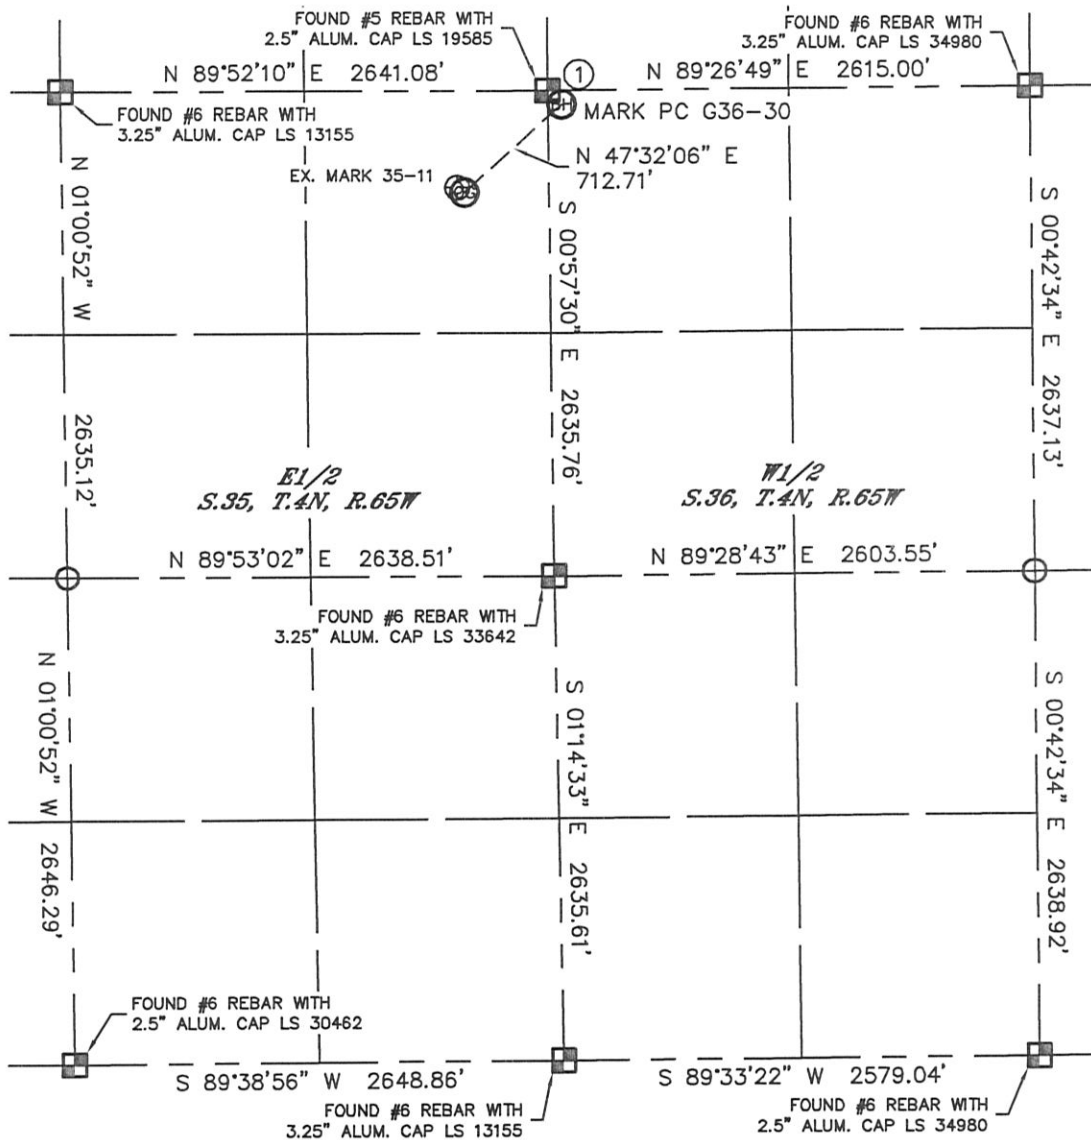 FOUND #5 REBAR WITH
2.5" ALUM. CAP LS 19585
FOUND #6 REBAR WITH
3.25" ALUM. CAP LS 34980
N 89°52'10" E 2641.08'
1
N 89°26'49" E 2615.00'
FOUND #6 REBAR WITH
3.25" ALUM. CAP LS 13155
BH
MARK PC G36-30
N 47°32'06" E
712.71'
EX. MARK 35-11
N 01°00'52" W 2635.12'
S 00°57'30" E 2635.76'
S 00°42'34" E 2637.13'
E1/2
S.35, T.4N, R.65W
W1/2
S.36, T.4N, R.65W
N 89°53'02" E 2638.51'
N 89°28'43" E 2603.55'
FOUND #6 REBAR WITH
3.25" ALUM. CAP LS 33642
N 01°00'52" W 2646.29'
S 01°14'33" E 2635.61'
S 00°42'34" E 2638.92'
FOUND #6 REBAR WITH
2.5" ALUM. CAP LS 30462
S 89°38'56" W 2648.86'
S 89°33'22" W 2579.04'
FOUND #6 REBAR WITH
3.25" ALUM. CAP LS 13155
FOUND #6 REBAR WITH
2.5" ALUM. CAP LS 34980